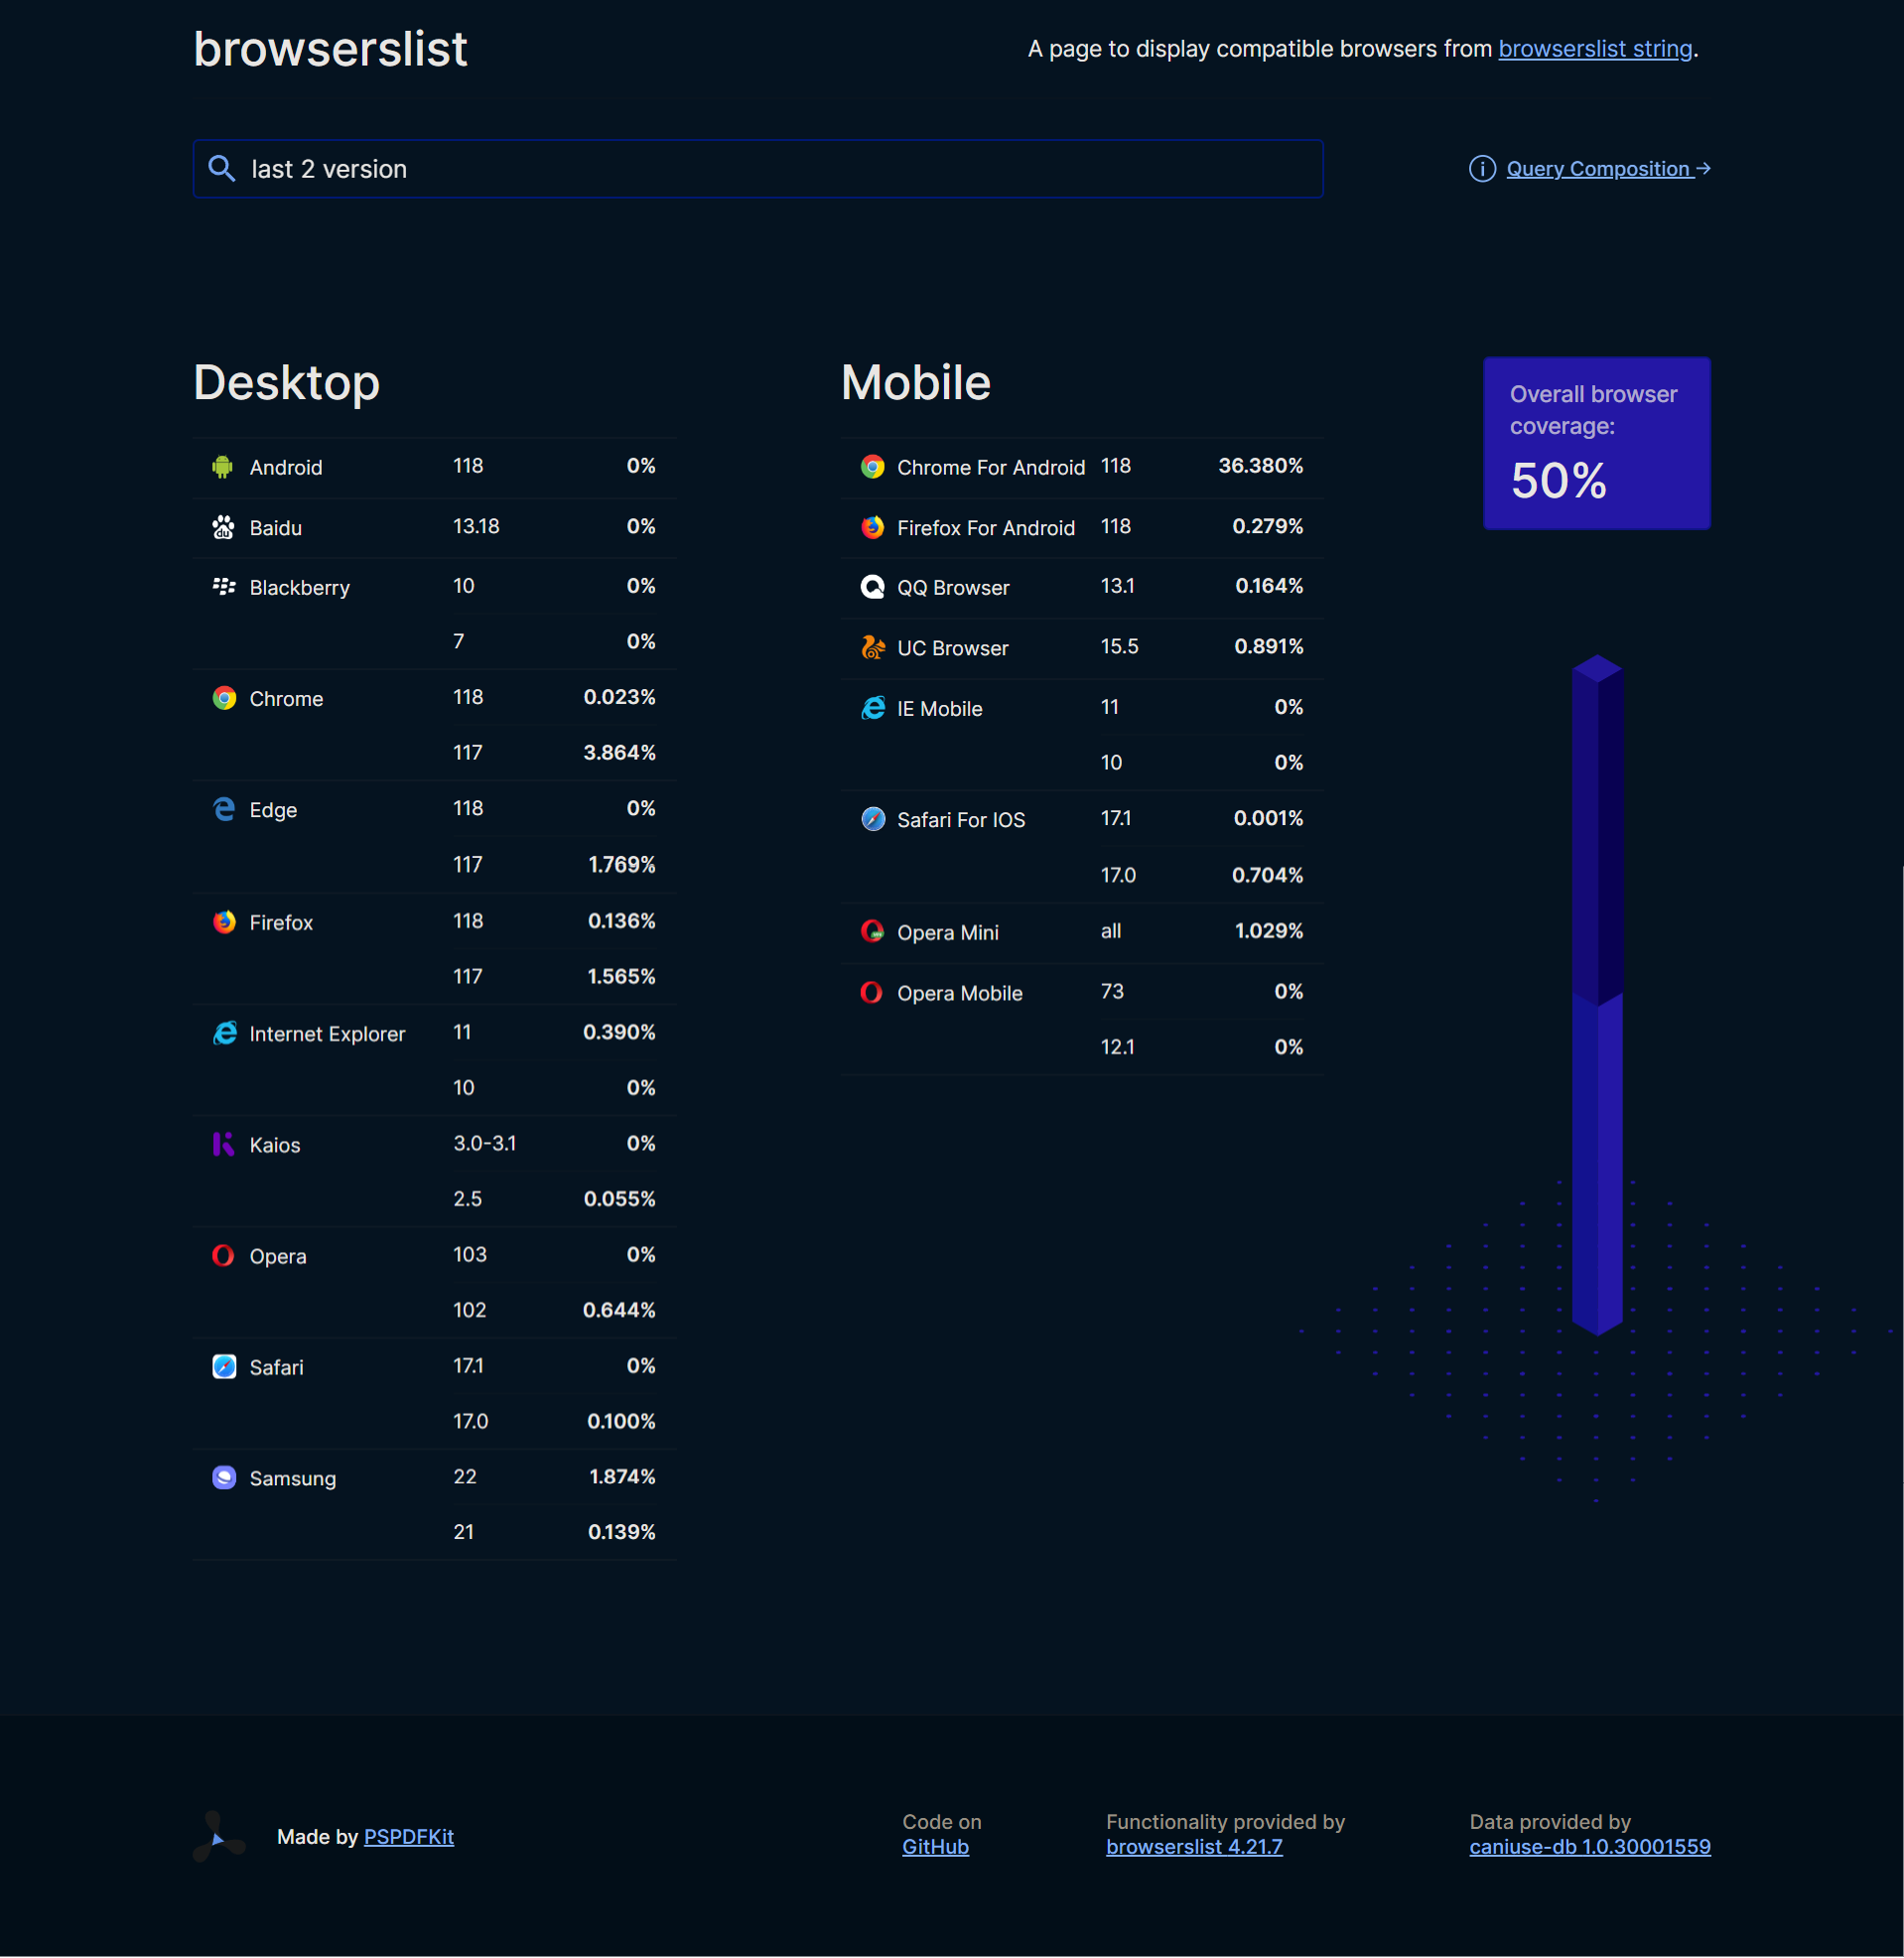 browserslist
A page to display compatible browsers from browserslist string.
last 2 version
Query Composition →
Desktop
Android 118 0%
Baidu 13.18 0%
Blackberry 10 0%
7 0%
Chrome 118 0.023%
117 3.864%
Edge 118 0%
117 1.769%
Firefox 118 0.136%
117 1.565%
Internet Explorer 11 0.390%
10 0%
Kaios 3.0-3.1 0%
2.5 0.055%
Opera 103 0%
102 0.644%
Safari 17.1 0%
17.0 0.100%
Samsung 22 1.874%
21 0.139%
Mobile
Chrome For Android 118 36.380%
Firefox For Android 118 0.279%
QQ Browser 13.1 0.164%
UC Browser 15.5 0.891%
IE Mobile 11 0%
10 0%
Safari For IOS 17.1 0.001%
17.0 0.704%
Opera Mini all 1.029%
Opera Mobile 73 0%
12.1 0%
Overall browser
coverage:
50%
Made by PSPDFKit
Code on
GitHub
Functionality provided by
browserslist 4.21.7
Data provided by
caniuse-db 1.0.30001559